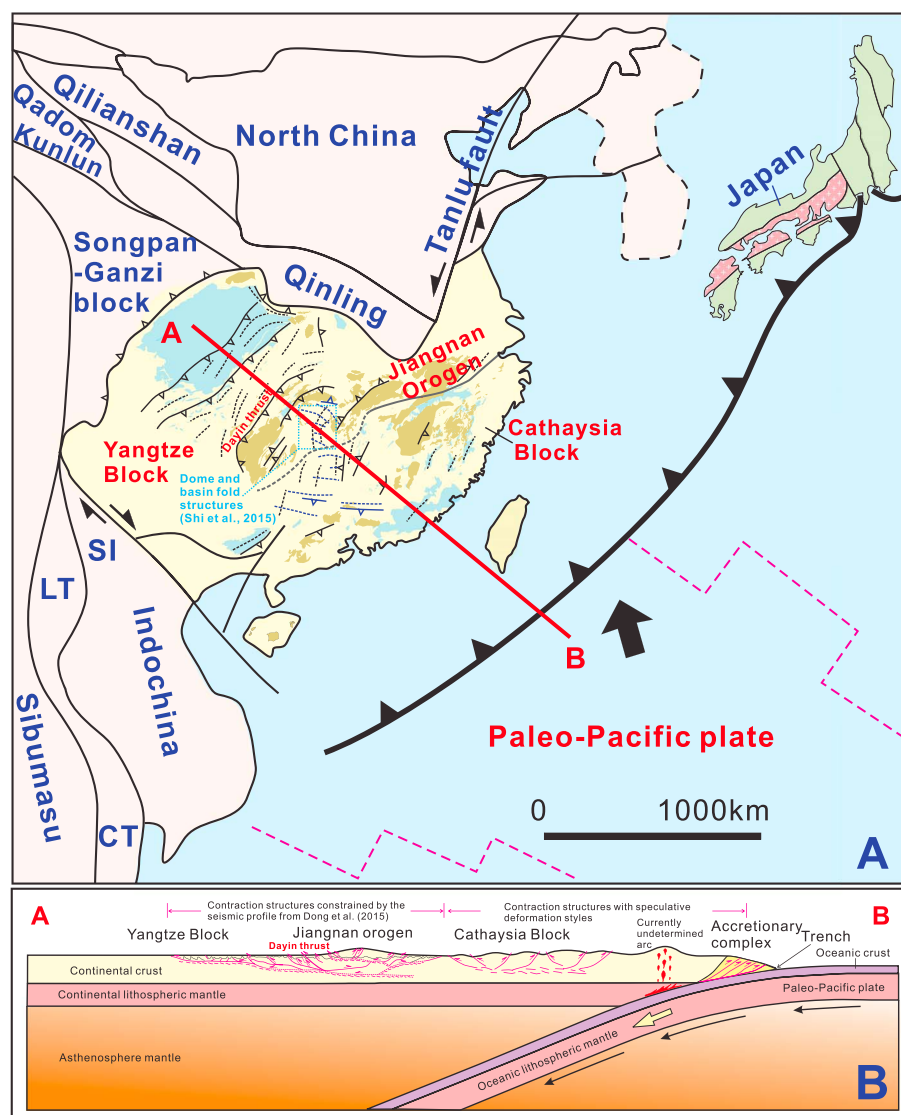 Qilianshan
Qadom
Kunlun
North China
Tanlu fault
Japan
Songpan
-Ganzi
block
Qinling
A
Jiangnan
Orogen
Dayin thrust
Cathaysia
Block
Yangtze
Block
Dome and
basin fold
structures
(Shi et al., 2015)
SI
LT
Indochina
B
Sibumasu
Paleo-Pacific plate
CT
0 1000km
A
A
Contraction structures constrained by the
seismic profile from Dong et al. (2015)
Contraction structures with speculative
deformation styles
B
Yangtze Block
Jiangnan orogen
Dayin thrust
Cathaysia Block
Currently
undetermined
arc
Accretionary
complex
Trench
Oceanic crust
Continental crust
Continental lithospheric mantle
Paleo-Pacific plate
Asthenosphere mantle
Oceanic lithospheric mantle
B